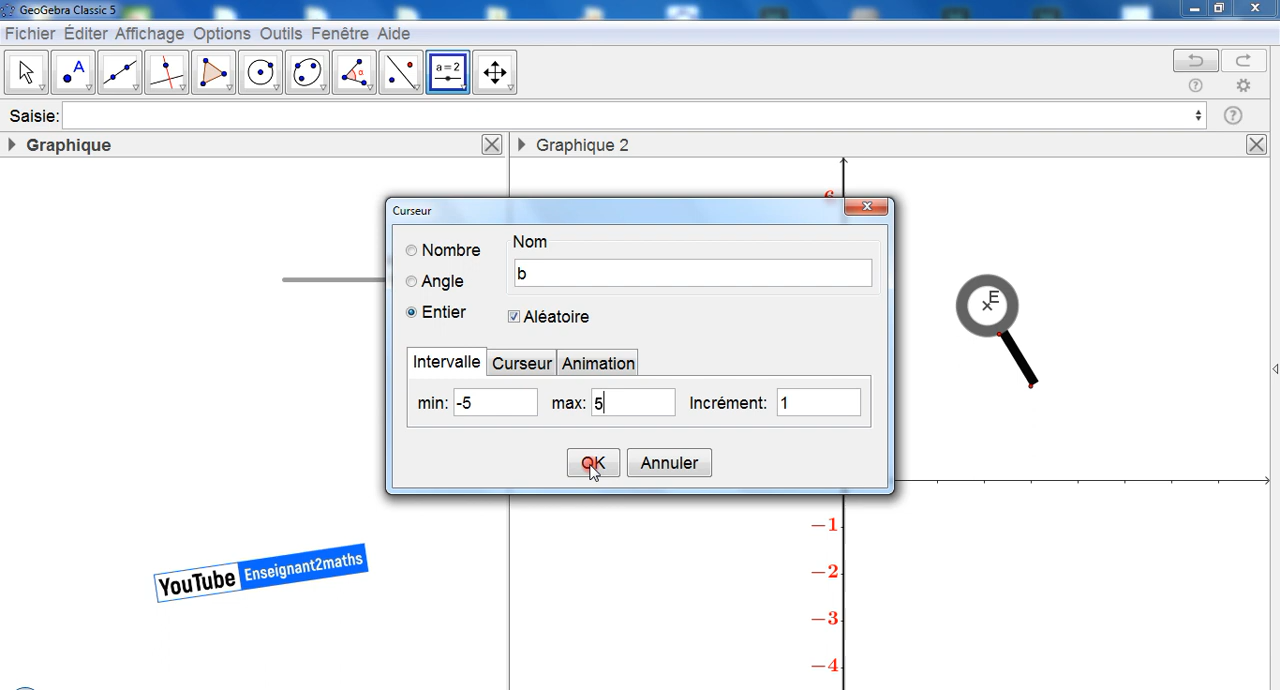 GeoGebra Classic 5
Fichier Éditer Affichage Options Outils Fenêtre Aide
A
α
a = 2
Saisie:
Graphique
Graphique 2
6
Curseur
Nombre
Nom
b
Angle
Entier
Aléatoire
Intervalle Curseur Animation
min: -5 max: 5 Incrément: 1
OK Annuler
E
−1
−2
−3
−4
YouTube Enseignant2maths